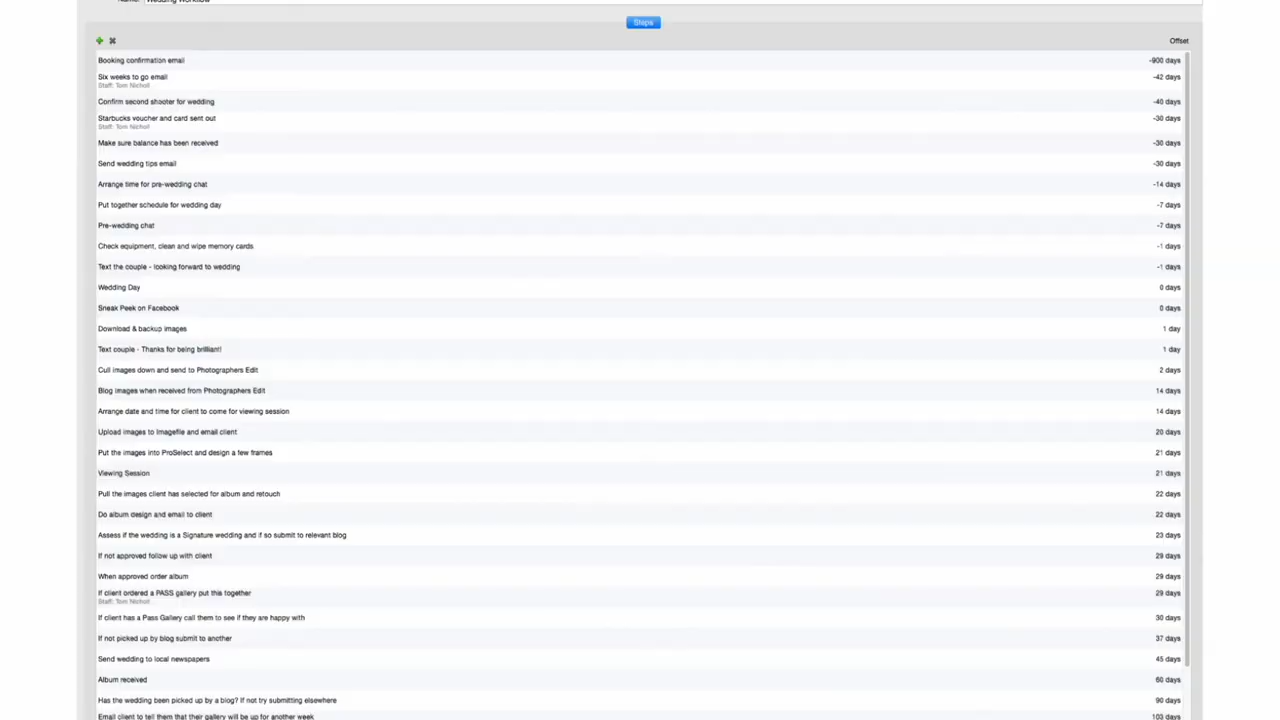 Name: Wedding Workflow
Steps
Offset
Booking confirmation email -900 days
Six weeks to go email -42 days
Staff: Tom Nicholl
Confirm second shooter for wedding -40 days
Starbucks voucher and card sent out -30 days
Staff: Tom Nicholl
Make sure balance has been received -30 days
Send wedding tips email -30 days
Arrange time for pre-wedding chat -14 days
Put together schedule for wedding day -7 days
Pre-wedding chat -7 days
Check equipment, clean and wipe memory cards -1 days
Text the couple - looking forward to wedding -1 days
Wedding Day 0 days
Sneak Peek on Facebook 0 days
Download & backup images 1 day
Text couple - Thanks for being brilliant! 1 day
Cull images down and send to Photographers Edit 2 days
Blog images when received from Photographers Edit 14 days
Arrange date and time for client to come for viewing session 14 days
Upload images to Imagefile and email client 20 days
Put the images into ProSelect and design a few frames 21 days
Viewing Session 21 days
Pull the images client has selected for album and retouch 22 days
Do album design and email to client 22 days
Assess if the wedding is a Signature wedding and if so submit to relevant blog 23 days
If not approved follow up with client 29 days
When approved order album 29 days
If client ordered a PASS gallery put this together 29 days
Staff: Tom Nicholl
If client has a Pass Gallery call them to see if they are happy with 30 days
If not picked up by blog submit to another 37 days
Send wedding to local newspapers 45 days
Album received 60 days
Has the wedding been picked up by a blog? If not try submitting elsewhere 90 days
Email client to tell them that their gallery will be up for another week 103 days